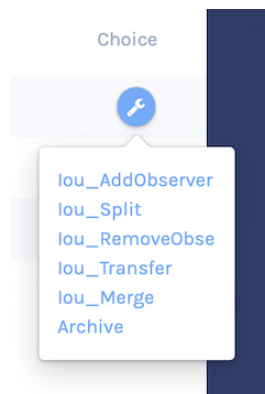 Choice
Iou_AddObserver
Iou_Split
Iou_RemoveObse
Iou_Transfer
Iou_Merge
Archive